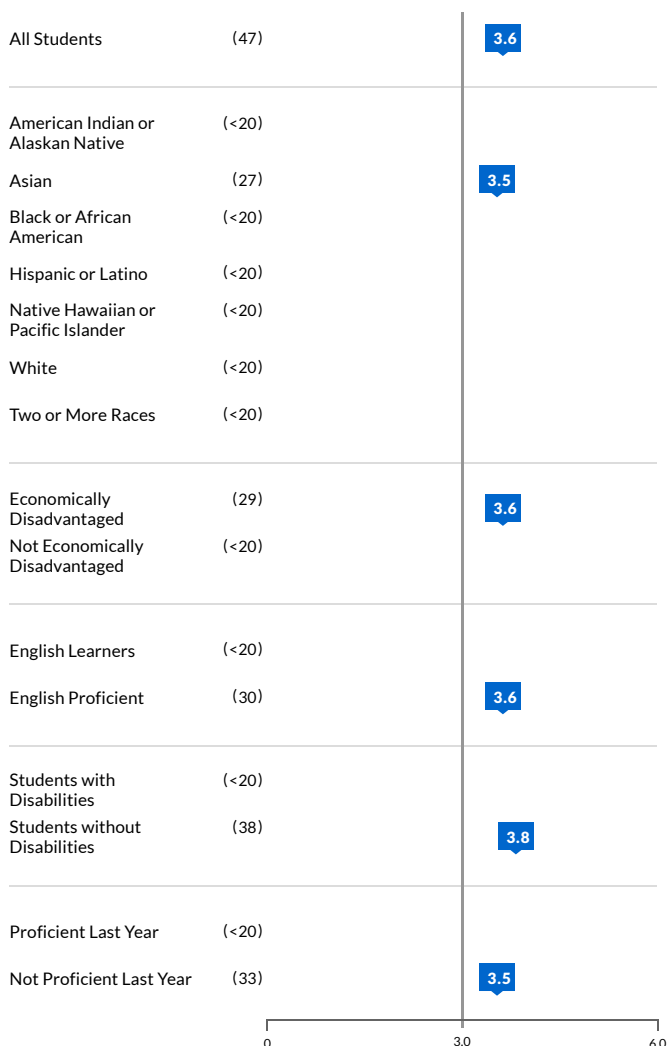 All Students (47) 3.6
American Indian or (<20)
Alaskan Native
Asian (27) 3.5
Black or African (<20)
American
Hispanic or Latino (<20)
Native Hawaiian or (<20)
Pacific Islander
White (<20)
Two or More Races (<20)
Economically (29) 3.6
Disadvantaged
Not Economically (<20)
Disadvantaged
English Learners (<20)
English Proficient (30) 3.6
Students with (<20)
Disabilities
Students without (38) 3.8
Disabilities
Proficient Last Year (<20)
Not Proficient Last Year (33) 3.5
0 3.0 6.0